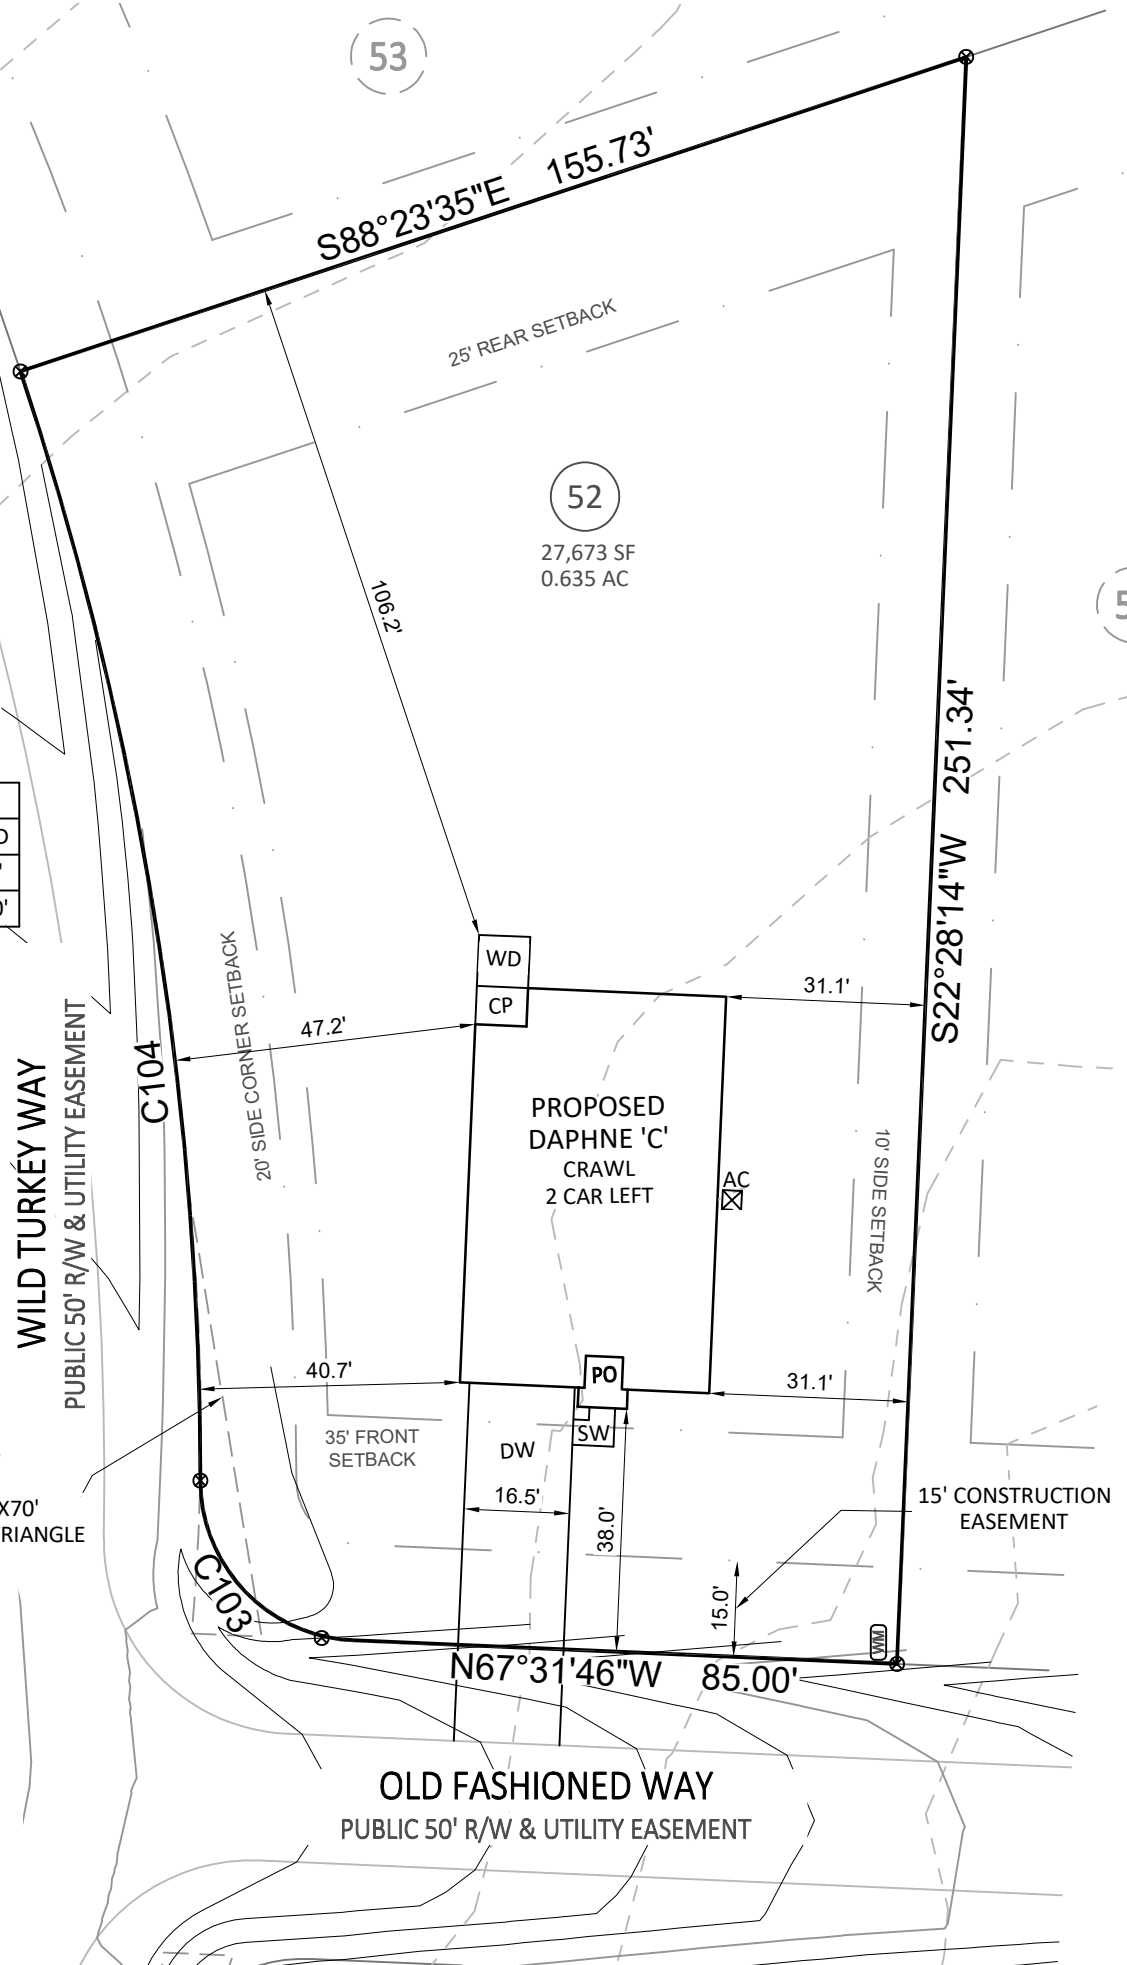 53
S88°23'35"E 155.73'
25' REAR SETBACK
52
27,673 SF
0.635 AC
106.2'
S22°28'14"W 251.34'
WD
CP
31.1'
47.2'
20' SIDE CORNER SETBACK
C104
WILD TURKEY WAY
PUBLIC 50' R/W & UTILITY EASEMENT
PROPOSED
DAPHNE 'C'
CRAWL
2 CAR LEFT
AC
10' SIDE SETBACK
40.7'
PO
31.1'
35' FRONT
SETBACK
DW
SW
16.5'
38.0'
X70'
RIANGLE
15' CONSTRUCTION
EASEMENT
15.0'
C103
WM
N67°31'46"W 85.00'
OLD FASHIONED WAY
PUBLIC 50' R/W & UTILITY EASEMENT